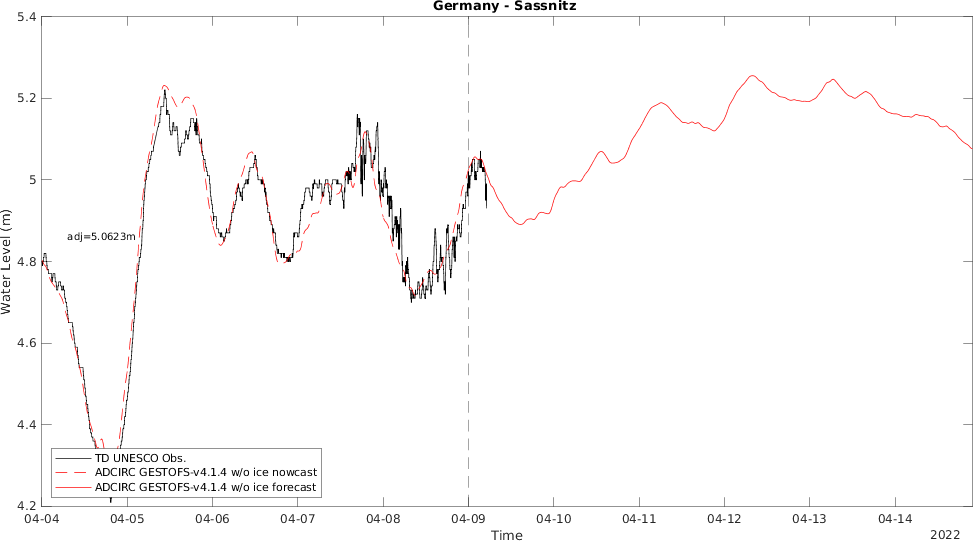 Germany - Sassnitz
5.4
5.2
5
4.8
4.6
4.4
4.2
Water Level (m)
adj=5.0623m
TD UNESCO Obs.
ADCIRC GESTOFS-v4.1.4 w/o ice nowcast
ADCIRC GESTOFS-v4.1.4 w/o ice forecast
04-04 04-05 04-06 04-07 04-08 04-09 04-10 04-11 04-12 04-13 04-14
Time
2022